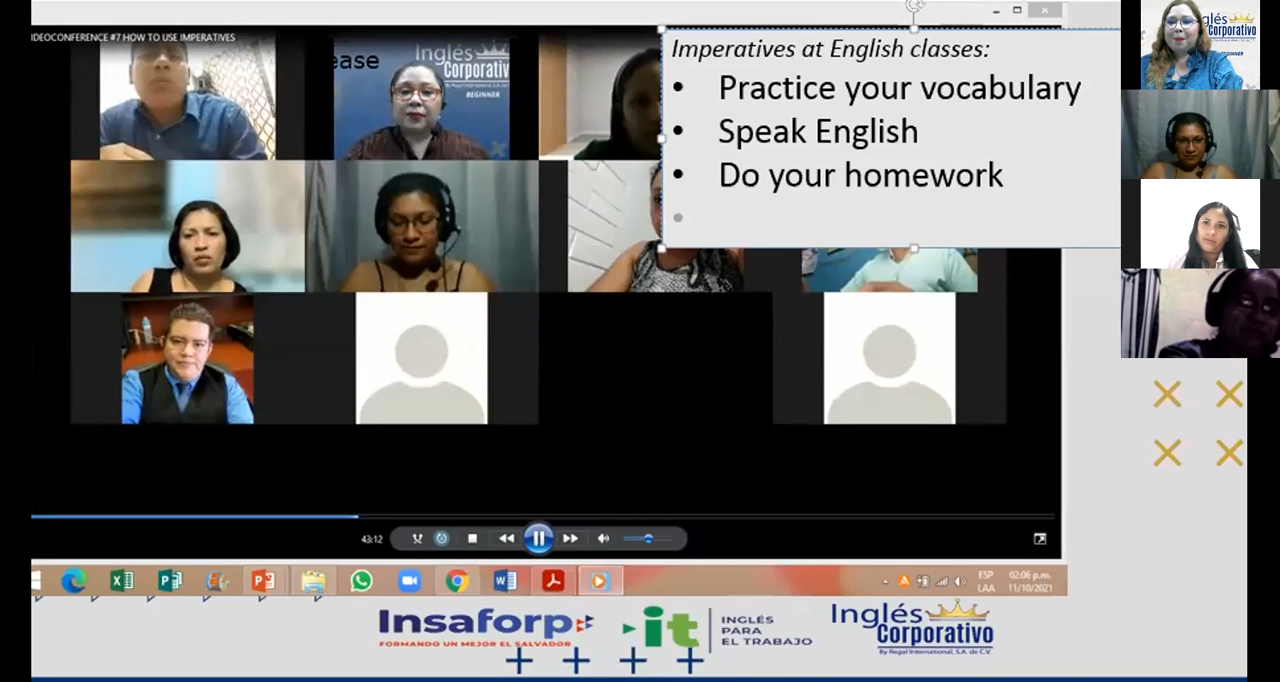 IDEOCONFERENCE #7 HOW TO USE IMPERATIVES
ease
Inglés
Corporativo
BEGINNER
Imperatives at English classes:
• Practice your vocabulary
• Speak English
• Do your homework
•
glés
Corporativo
BEGINNER
43:12
ESP
LAA
02:06 p.m.
11/10/2021
Insaforp
FORMANDO UN MEJOR EL SALVADOR
it
INGLÉS
PARA
EL TRABAJO
Inglés
Corporativo
By Regal International, S.A. de C.V.